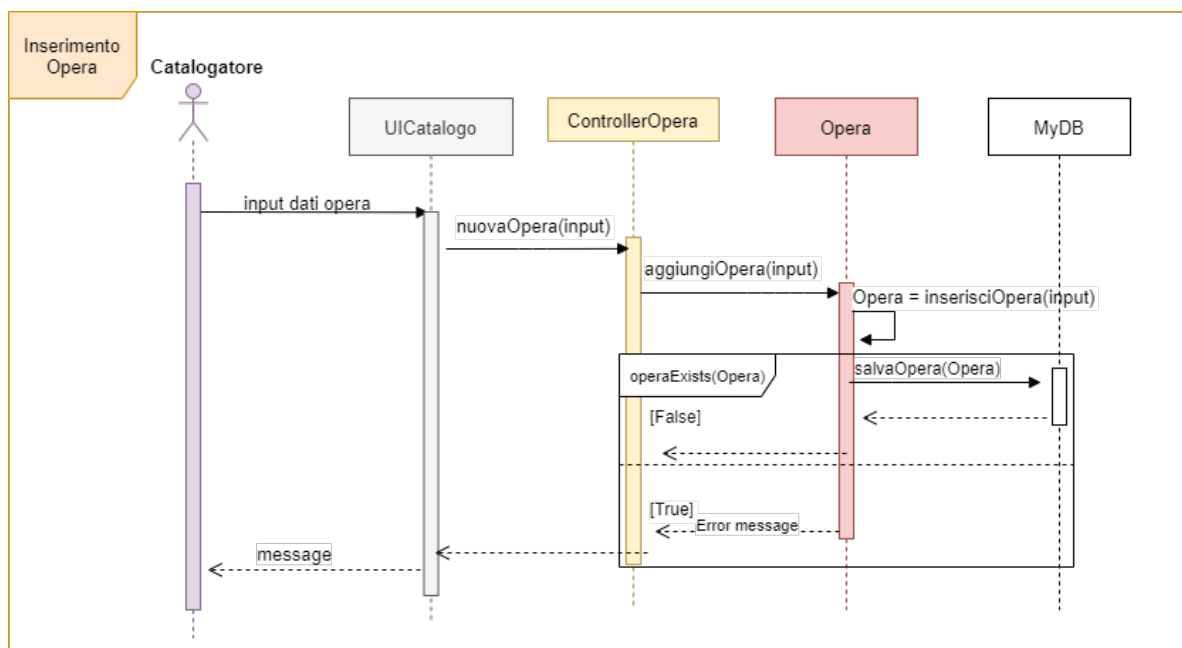 Inserimento
Opera
Catalogatore
UICatalogo
ControllerOpera
Opera
MyDB
input dati opera
nuovaOpera(input)
aggiungiOpera(input)
Opera = inserisciOpera(input)
operaExists(Opera)
salvaOpera(Opera)
[False]
[True]
Error message
message